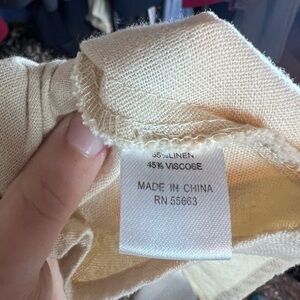 55%LINEN
45% VISCOSE
MADE IN CHINA
RN 55663